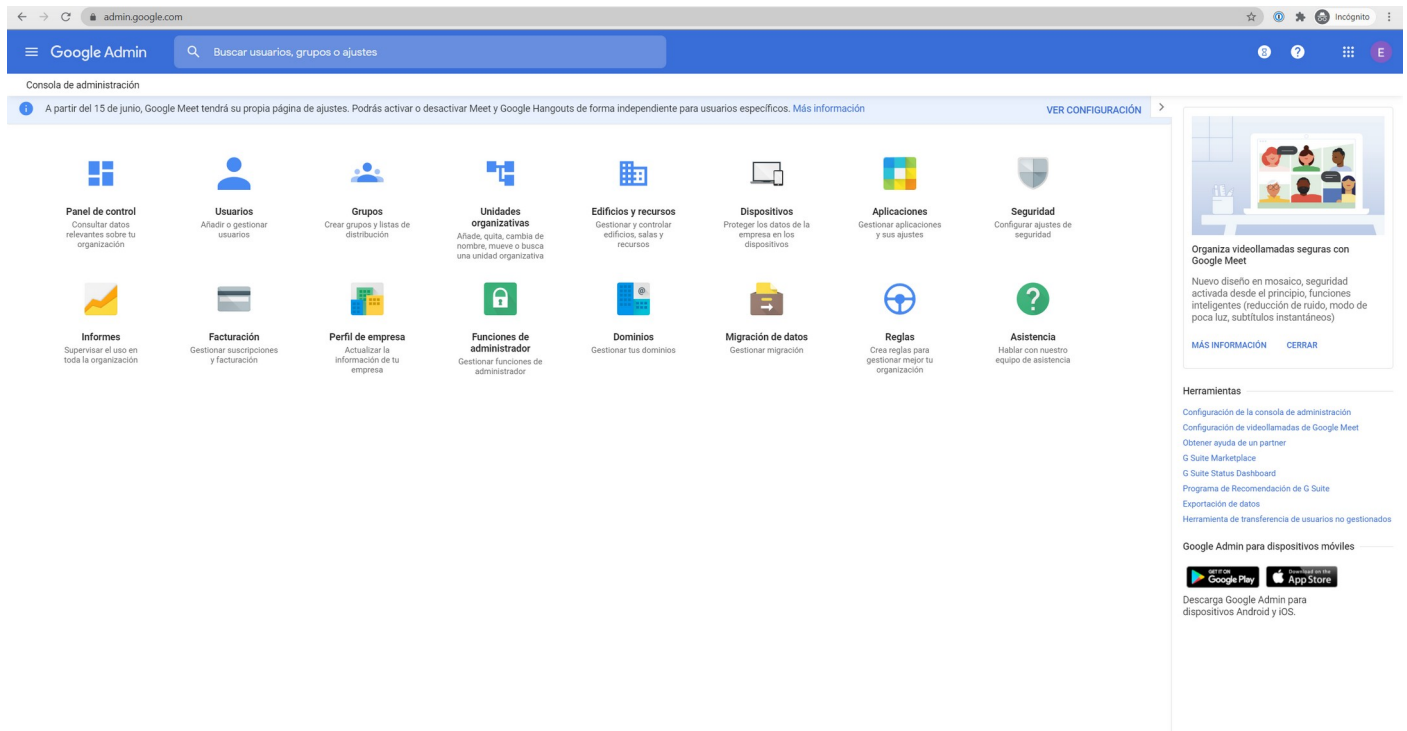 admin.google.com
Incógnito
Google Admin
Buscar usuarios, grupos o ajustes
E
Consola de administración
A partir del 15 de junio, Google Meet tendrá su propia página de ajustes. Podrás activar o desactivar Meet y Google Hangouts de forma independiente para usuarios específicos. Más información
VER CONFIGURACIÓN
Panel de control
Consultar datos
relevantes sobre tu
organización
Usuarios
Añadir o gestionar
usuarios
Grupos
Crear grupos y listas de
distribución
Unidades
organizativas
Añade, quita, cambia de
nombre, mueve o busca
una unidad organizativa
Edificios y recursos
Gestionar y controlar
edificios, salas y
recursos
Dispositivos
Proteger los datos de la
empresa en los
dispositivos
Aplicaciones
Gestionar aplicaciones
y sus ajustes
Seguridad
Configurar ajustes de
seguridad
Informes
Supervisar el uso en
toda la organización
Facturación
Gestionar suscripciones
y facturación
Perfil de empresa
Actualizar la
información de tu
empresa
Funciones de
administrador
Gestionar funciones de
administrador
Dominios
Gestionar tus dominios
Migración de datos
Gestionar migración
Reglas
Crea reglas para
gestionar mejor tu
organización
Asistencia
Hablar con nuestro
equipo de asistencia
Organiza videollamadas seguras con
Google Meet
Nuevo diseño en mosaico, seguridad
activada desde el principio, funciones
inteligentes (reducción de ruido, modo de
poca luz, subtítulos instantáneos)
MÁS INFORMACIÓN CERRAR
Herramientas
Configuración de la consola de administración
Configuración de videollamadas de Google Meet
Obtener ayuda de un partner
G Suite Marketplace
G Suite Status Dashboard
Programa de Recomendación de G Suite
Exportación de datos
Herramienta de transferencia de usuarios no gestionados
Google Admin para dispositivos móviles
GET IT ON
Google Play
Download on the
App Store
Descarga Google Admin para
dispositivos Android y iOS.